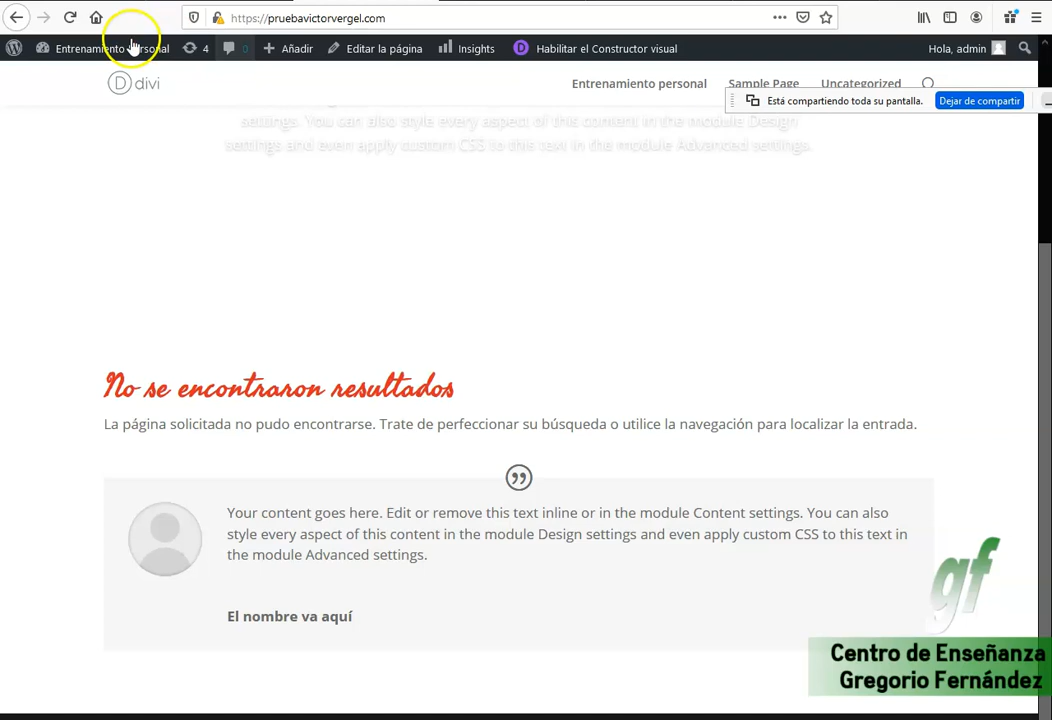 https://pruebavictorvergel.com
Entrenamiento personal 4 0 Añadir Editar la página Insights D Habilitar el Constructor visual Hola, admin
D divi Entrenamiento personal Sample Page Uncategorized
Está compartiendo toda su pantalla. Dejar de compartir
settings. You can also style every aspect of this content in the module Design
settings and even apply custom CSS to this text in the module Advanced settings.
No se encontraron resultados
La página solicitada no pudo encontrarse. Trate de perfeccionar su búsqueda o utilice la navegación para localizar la entrada.
Your content goes here. Edit or remove this text inline or in the module Content settings. You can also
style every aspect of this content in the module Design settings and even apply custom CSS to this text in
the module Advanced settings.
El nombre va aquí
gf
Centro de Enseñanza
Gregorio Fernández